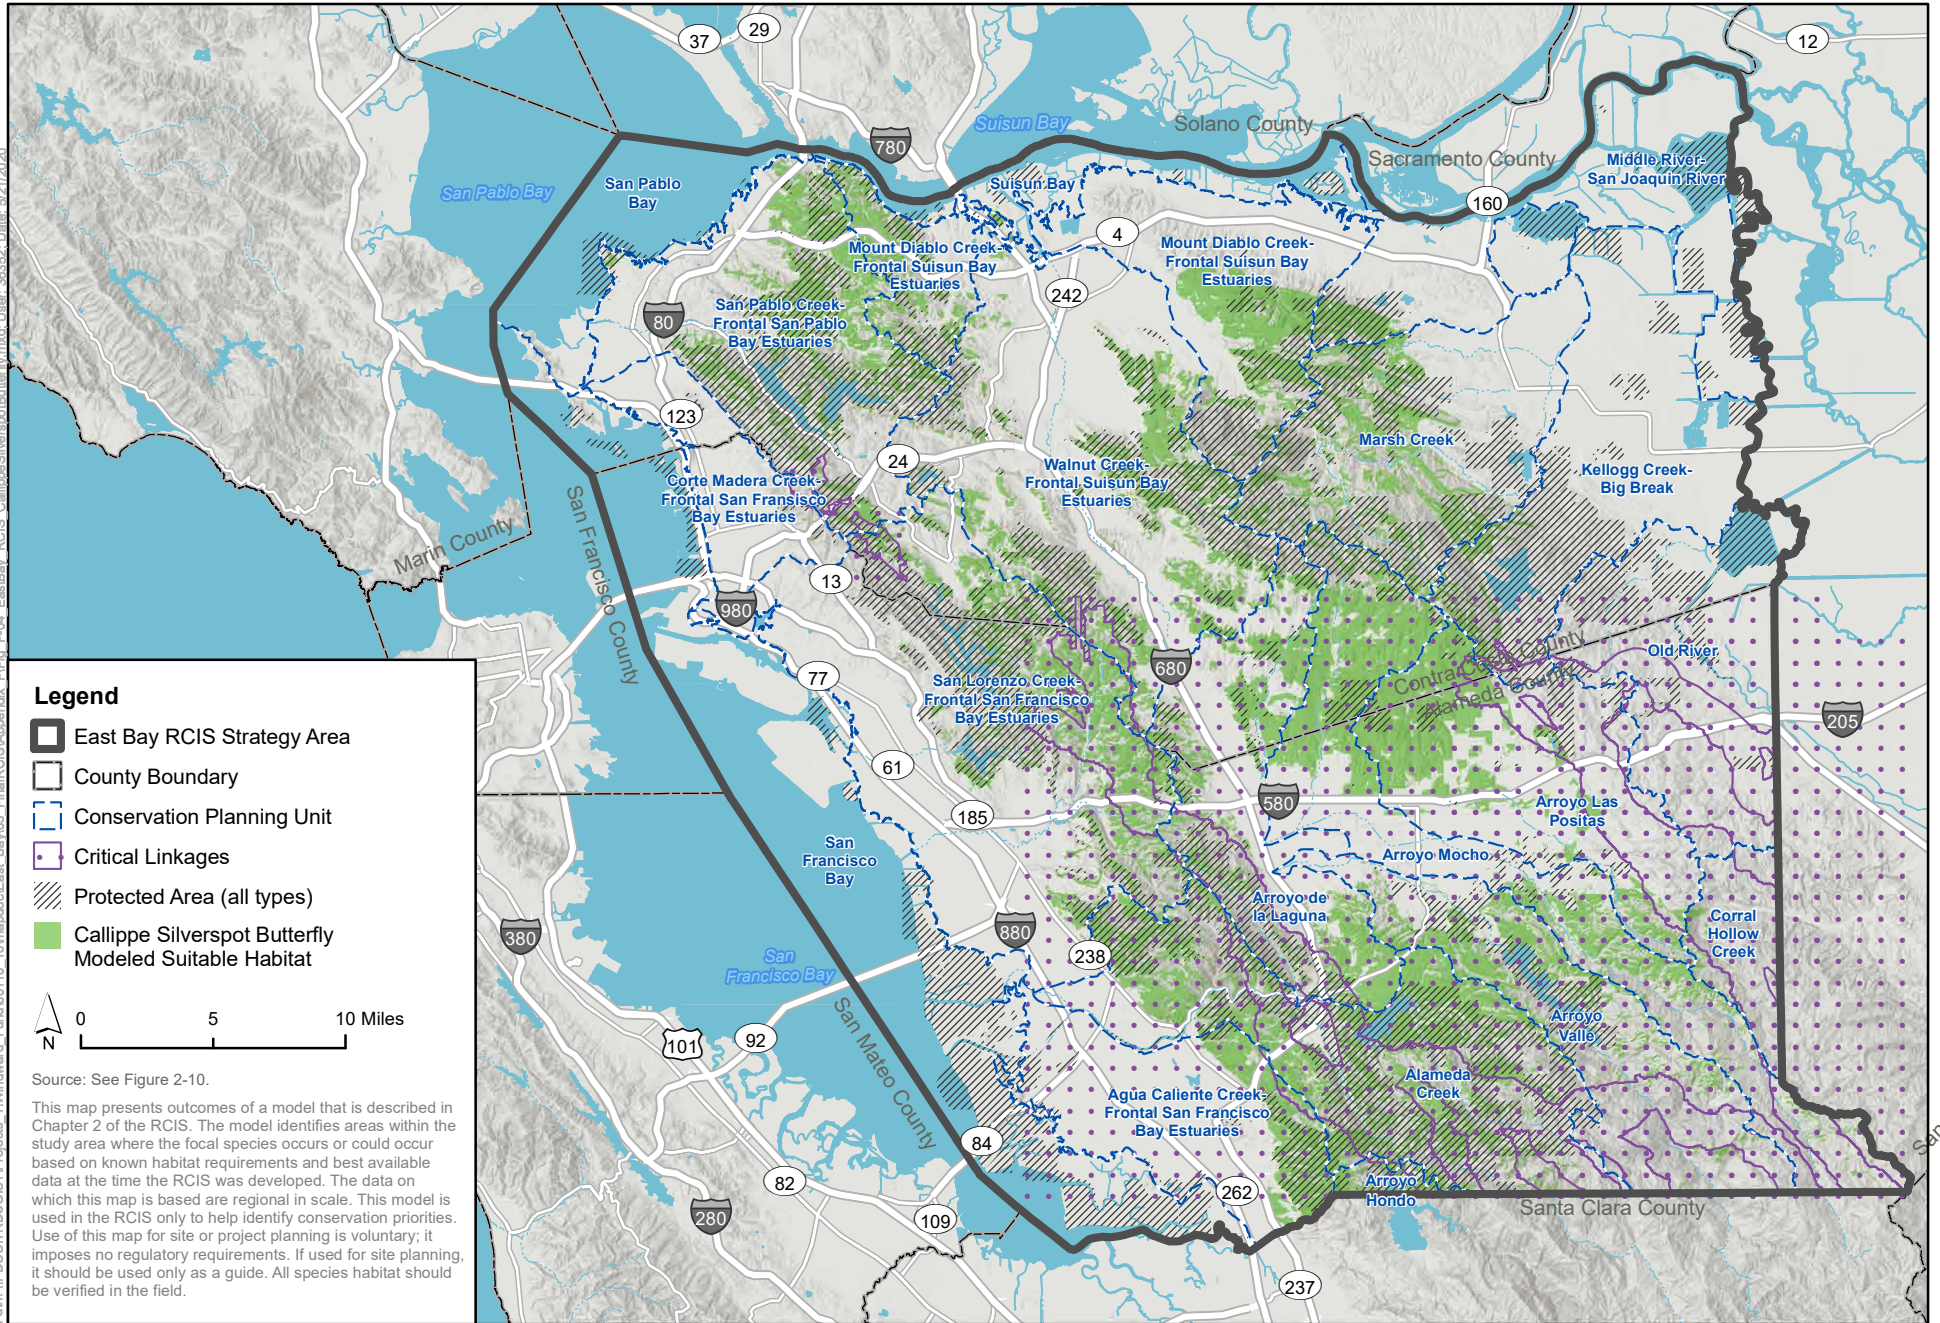 37
29
12
780
Suisun Bay
Solano County
Sacramento County
Middle River-
San Joaquin River
San Pablo Bay
San Pablo
Bay
Suisun Bay
160
4
Mount Diablo Creek-
Frontal Suisun Bay
Estuaries
Mount Diablo Creek-
Frontal Suisun Bay
Estuaries
242
80
San Pablo Creek-
Frontal San Pablo
Bay Estuaries
123
24
Marsh Creek
Walnut Creek-
Frontal Suisun Bay
Estuaries
Kellogg Creek-
Big Break
Corte Madera Creek-
Frontal San Fransisco
Bay Estuaries
Marin County
San Francisco County
13
980
680
Contra Costa County
Alameda County
Old River
77
San Lorenzo Creek-
Frontal San Francisco
Bay Estuaries
205
61
580
185
Arroyo Las
Positas
San
Francisco
Bay
Arroyo Mocho
Arroyo de
la Laguna
Corral
Hollow
Creek
380
880
238
San
Francisco Bay
San Mateo County
101
92
Arroyo
Valle
Alameda
Creek
Agua Caliente Creek-
Frontal San Francisco
Bay Estuaries
84
82
262
Arroyo
Hondo
Santa Clara County
San
280
109
237
Legend
East Bay RCIS Strategy Area
County Boundary
Conservation Planning Unit
Critical Linkages
Protected Area (all types)
Callippe Silverspot Butterfly
Modeled Suitable Habitat
N
0 5 10 Miles
Source: See Figure 2-10.
This map presents outcomes of a model that is described in
Chapter 2 of the RCIS. The model identifies areas within the
study area where the focal species occurs or could occur
based on known habitat requirements and best available
data at the time the RCIS was developed. The data on
which this map is based are regional in scale. This model is
used in the RCIS only to help identify conservation priorities.
Use of this map for site or project planning is voluntary; it
imposes no regulatory requirements. If used for site planning,
it should be used only as a guide. All species habitat should
be verified in the field.